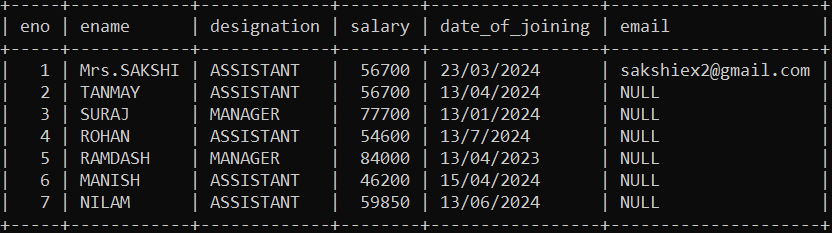 +-----+------------+-------------+--------+-----------------+---------------------+
| eno | ename      | designation | salary | date_of_joining | email               |
+-----+------------+-------------+--------+-----------------+---------------------+
|   1 | Mrs.SAKSHI | ASSISTANT   |  56700 | 23/03/2024      | sakshiex2@gmail.com |
|   2 | TANMAY     | ASSISTANT   |  56700 | 13/04/2024      | NULL                |
|   3 | SURAJ      | MANAGER     |  77700 | 13/01/2024      | NULL                |
|   4 | ROHAN      | ASSISTANT   |  54600 | 13/7/2024       | NULL                |
|   5 | RAMDASH    | MANAGER     |  84000 | 13/04/2023      | NULL                |
|   6 | MANISH     | ASSISTANT   |  46200 | 15/04/2024      | NULL                |
|   7 | NILAM      | ASSISTANT   |  59850 | 13/06/2024      | NULL                |
+-----+------------+-------------+--------+-----------------+---------------------+